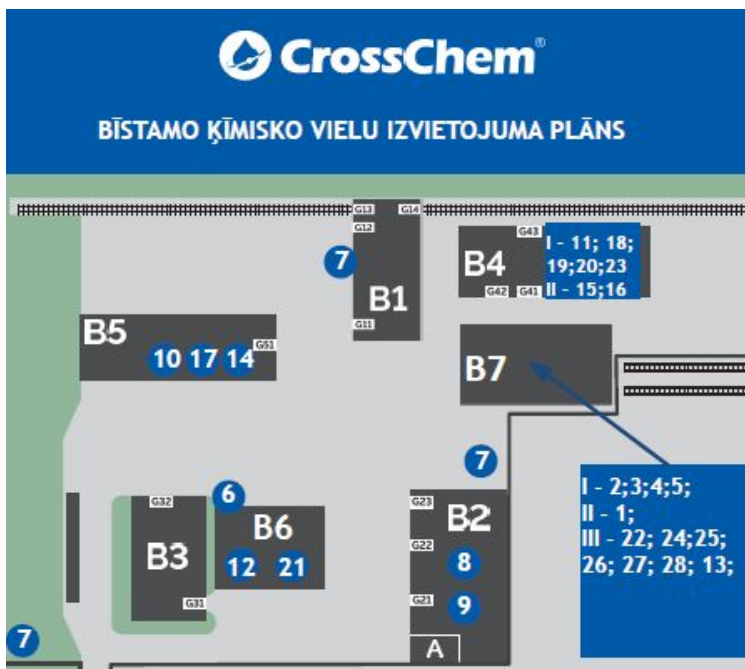 CrossChem®
BĪSTAMO ĶĪMISKO VIELU IZVIETOJUMA PLĀNS
G13
G14
G12
7
B1
G11
G43
B4
G42
G41
I - 11; 18;
19;20;23
II - 15;16
B5
G51
10
17
14
B7
7
I - 2;3;4;5;
II - 1;
III - 22; 24;25;
26; 27; 28; 13;
G32
B3
G31
6
B6
12
21
G23
B2
G22
8
G21
9
A
7